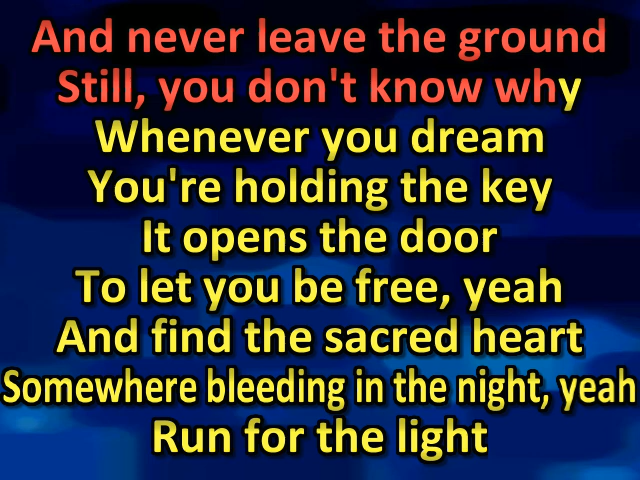 And never leave the ground
Still, you don't know why
Whenever you dream
You're holding the key
It opens the door
To let you be free, yeah
And find the sacred heart
Somewhere bleeding in the night, yeah
Run for the light